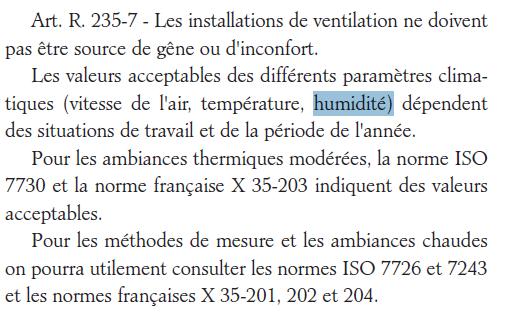 Art. R. 235-7 - Les installations de ventilation ne doivent
pas être source de gêne ou d'inconfort.
Les valeurs acceptables des différents paramètres clima-
tiques (vitesse de l'air, température, humidité) dépendent
des situations de travail et de la période de l'année.
Pour les ambiances thermiques modérées, la norme ISO
7730 et la norme française X 35-203 indiquent des valeurs
acceptables.
Pour les méthodes de mesure et les ambiances chaudes
on pourra utilement consulter les normes ISO 7726 et 7243
et les normes françaises X 35-201, 202 et 204.